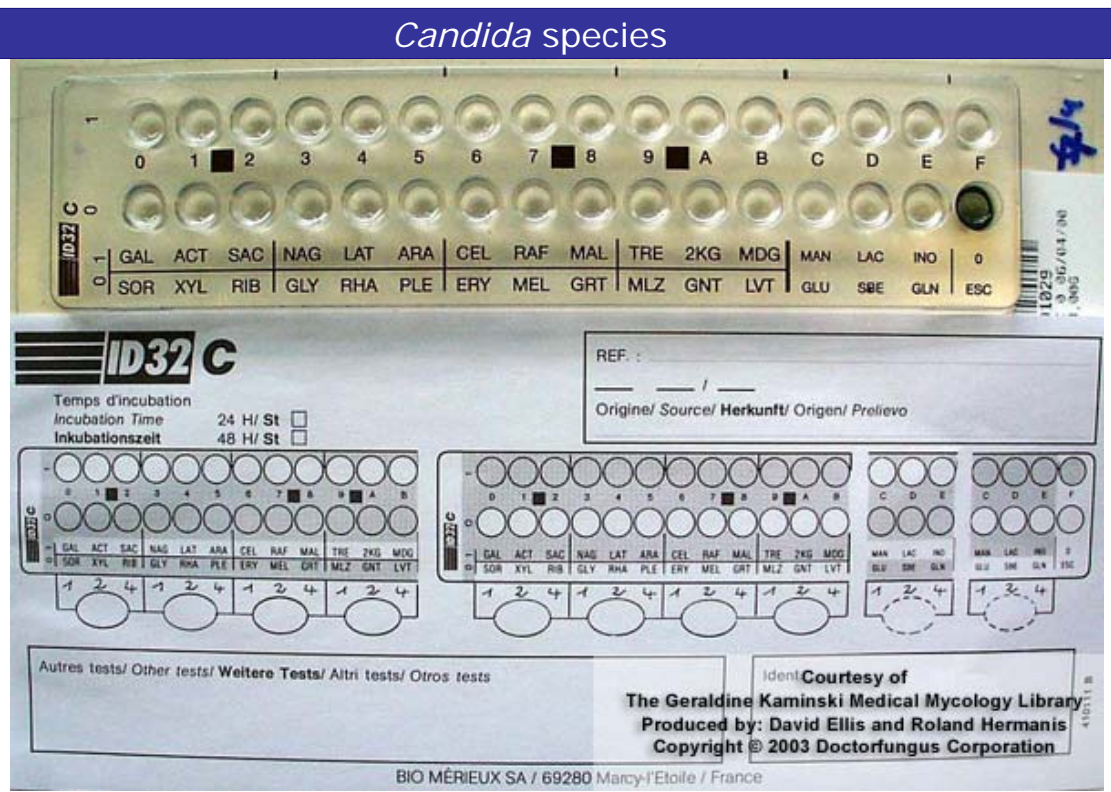 Candida species
1
0 1 2 3 4 5 6 7 8 9 A B C D E F
0
ID32 C
1 GAL ACT SAC NAG LAT ARA CEL RAF MAL TRE 2KG MDG MAN LAC INO 0
0 SOR XYL RIB GLY RHA PLE ERY MEL GRT MLZ GNT LVT GLU SBE GLN ESC
ID32 C
REF. :
/
Origine/ Source/ Herkunft/ Origen/ Prelievo
Temps d'incubation
Incubation Time 24 H/ St
Inkubationszeit 48 H/ St
1
0 1 2 3 4 5 6 7 8 9 A B
0
ID32 C
1 GAL ACT SAC NAG LAT ARA CEL RAF MAL TRE 2KG MDG
0 SOR XYL RIB GLY RHA PLE ERY MEL GRT MLZ GNT LVT
1 2 4 1 2 4 1 2 4 1 2 4
1
0 1 2 3 4 5 6 7 8 9 A B C D E C D E F
0
ID32 C
1 GAL ACT SAC NAG LAT ARA CEL RAF MAL TRE 2KG MDG MAN LAC INO MAN LAC INO 0
0 SOR XYL RIB GLY RHA PLE ERY MEL GRT MLZ GNT LVT GLU SBE GLN GLU SBE GLN ESC
1 2 4 1 2 4 1 2 4 1 2 4 1 2 4 1 2 4
Autres tests/ Other tests/ Weitere Tests/ Altri tests/ Otros tests
Ident
Courtesy of
The Geraldine Kaminski Medical Mycology Library
Produced by: David Ellis and Roland Hermanis
Copyright © 2003 Doctorfungus Corporation
BIO MÉRIEUX SA / 69280 Marcy-l'Etoile / France